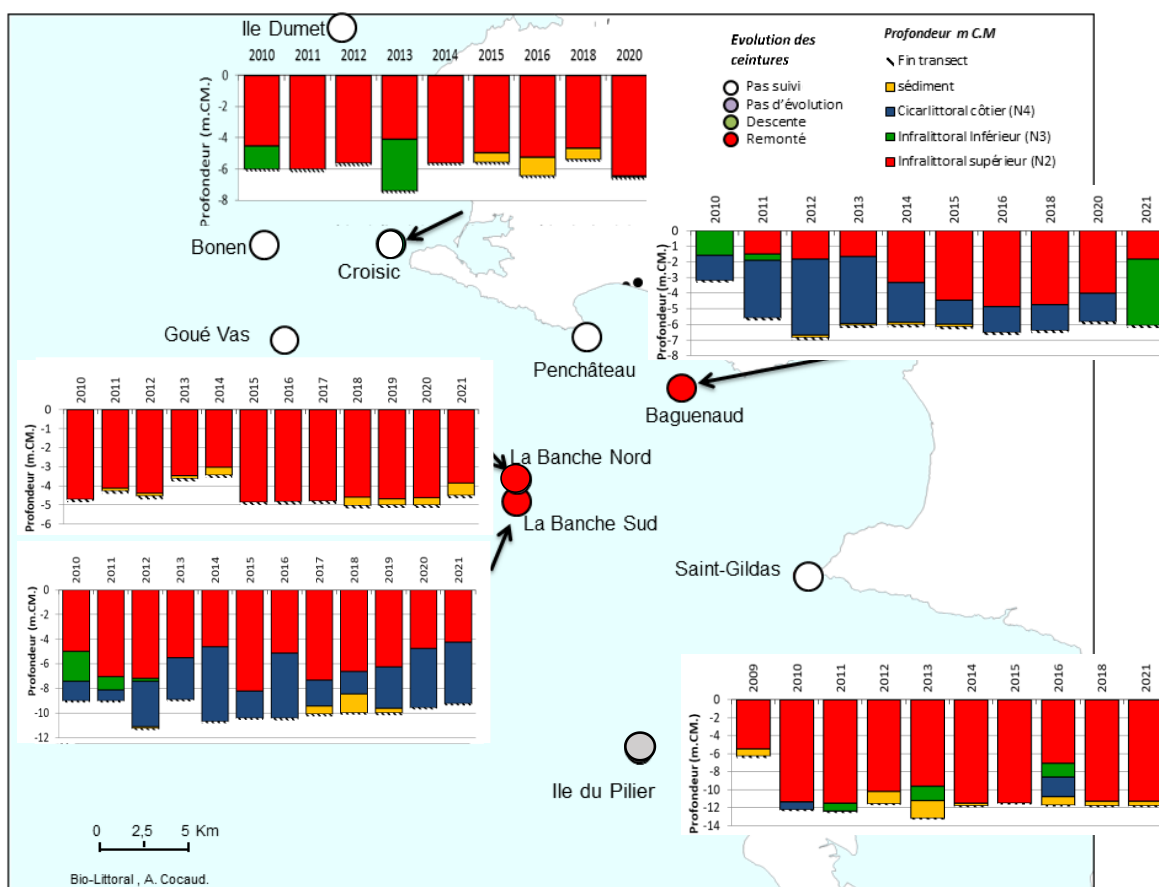 Ile Dumet
2010 2011 2012 2013 2014 2015 2016 2018 2020
Profondeur (m.CM.)
0
-2
-4
-6
-8
Evolution des
ceintures
Pas suivi
Pas d'évolution
Descente
Remonté
Profondeur m C.M
Fin transect
sédiment
Cicarlittoral côtier (N4)
Infralittoral Inférieur (N3)
Infralittoral supérieur (N2)
Bonen
Croisic
2010 2011 2012 2013 2014 2015 2016 2018 2020 2021
Profondeur (m.CM.)
0
-1
-2
-3
-4
-5
-6
-7
-8
Goué Vas
Penchâteau
Baguenaud
2010 2011 2012 2013 2014 2015 2016 2017 2018 2019 2020 2021
Profondeur (m.CM.)
0
-1
-2
-3
-4
-5
-6
La Banche Nord
La Banche Sud
2010 2011 2012 2013 2014 2015 2016 2017 2018 2019 2020 2021
Profondeur (m.CM.)
0
-2
-4
-6
-8
-10
-12
Saint-Gildas
2009 2010 2011 2012 2013 2014 2015 2016 2018 2021
Profondeur (m.CM.)
0
-2
-4
-6
-8
-10
-12
-14
Ile du Pilier
0 2,5 5 Km
Bio-Littoral , A. Cocaud.